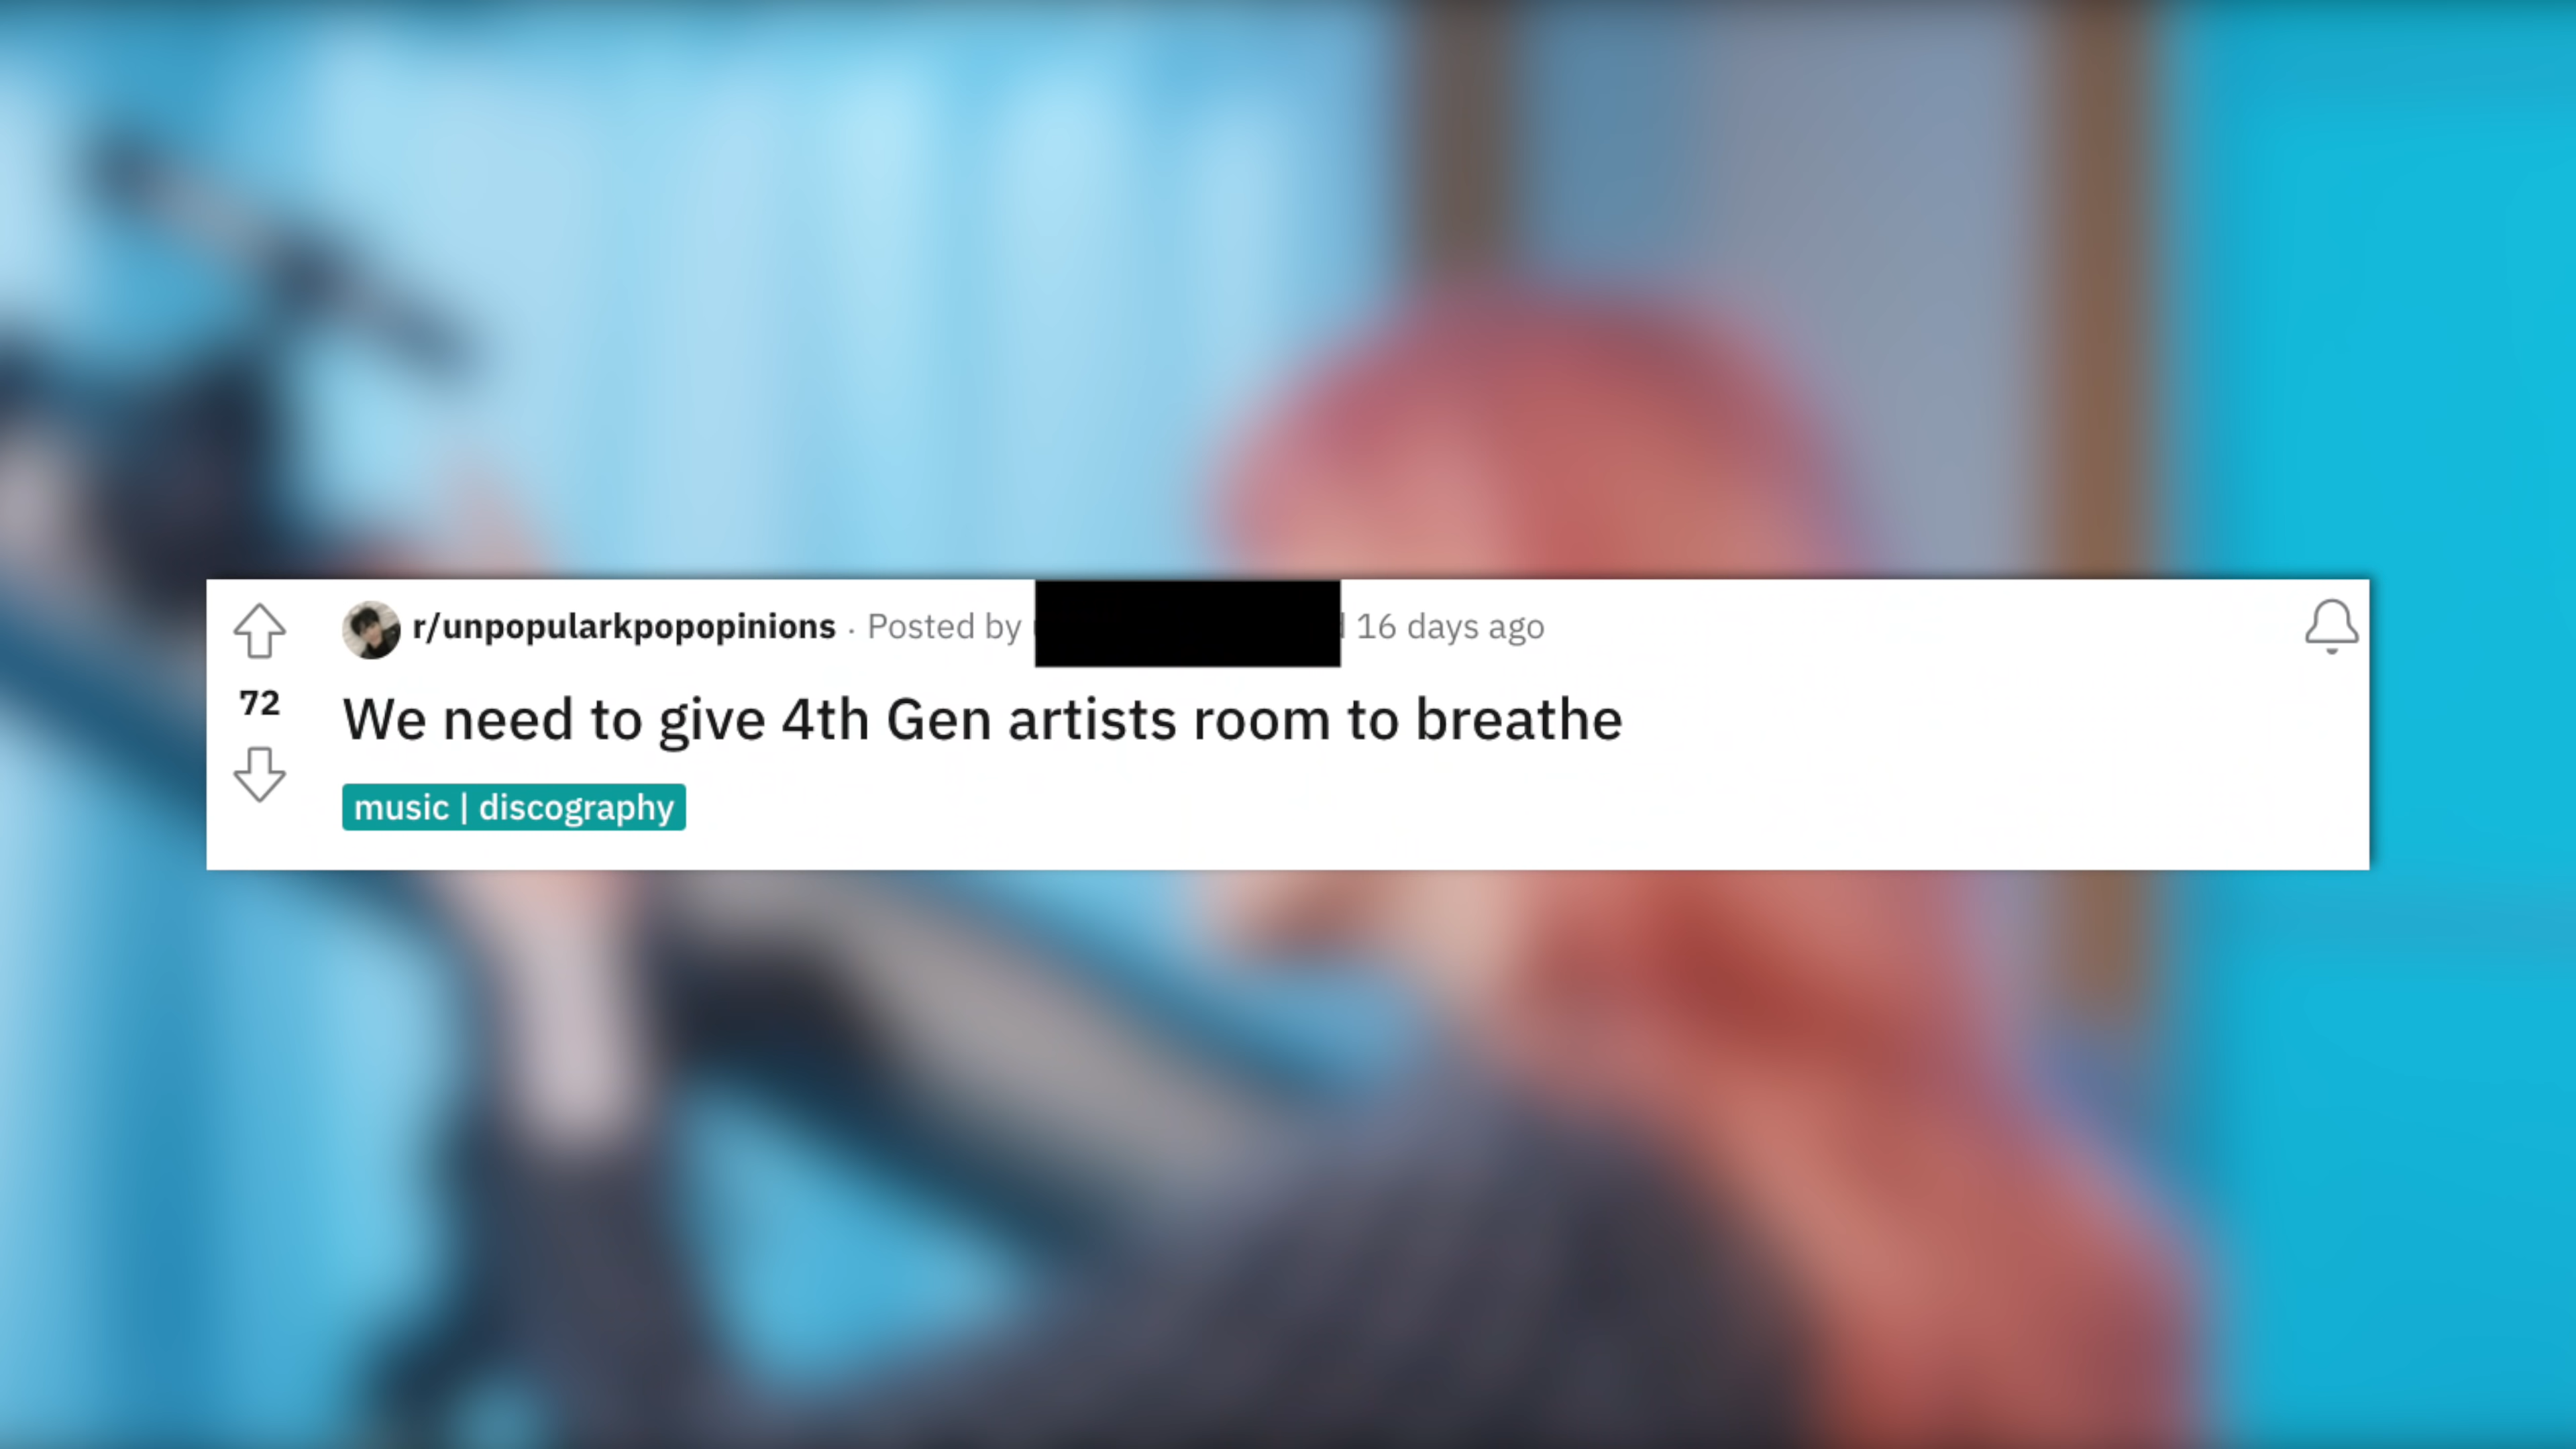 r/unpopularkpopopinions · Posted by 16 days ago
72
We need to give 4th Gen artists room to breathe
music | discography